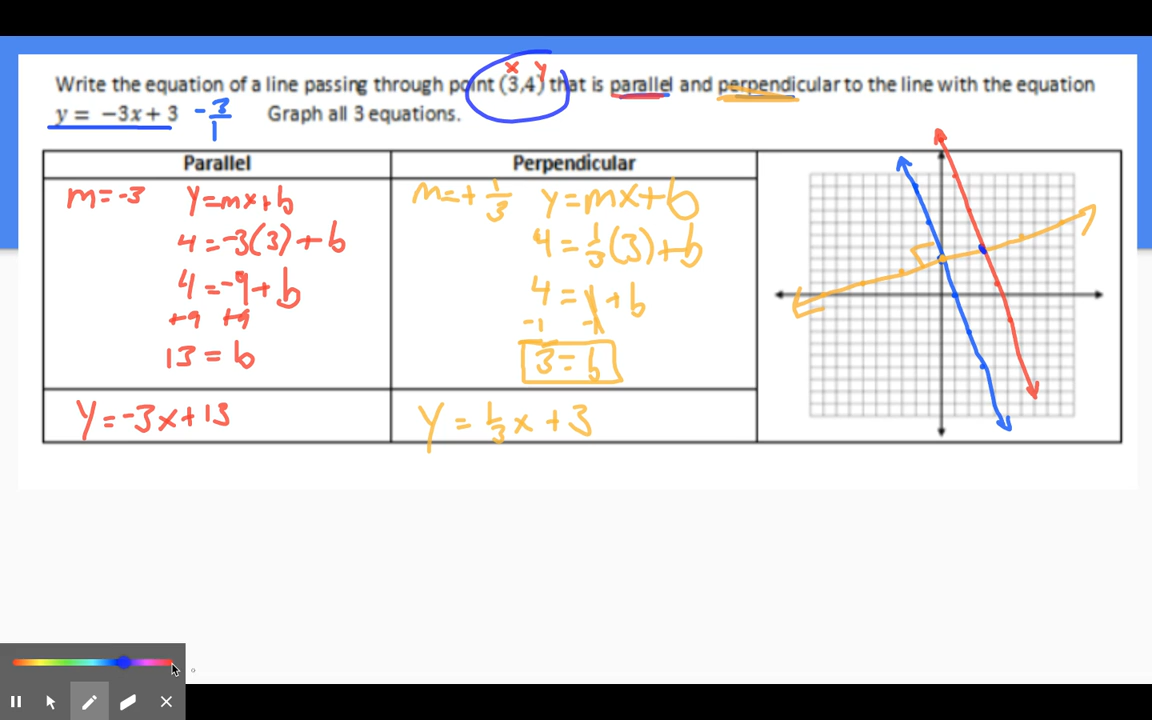 Write the equation of a line passing through point (3,4) that is parallel and perpendicular to the line with the equation
x y
y = −3x + 3 Graph all 3 equations.
-3/1
Parallel
m=-3
y=mx+b
4=-3(3)+b
4=-9+b
+9 +9
13=b
y=-3x+13
Perpendicular
m=+1/3
y=mx+b
4=1/3(3)+b
4=1+b
-1 -1
3=b
y=1/3x+3